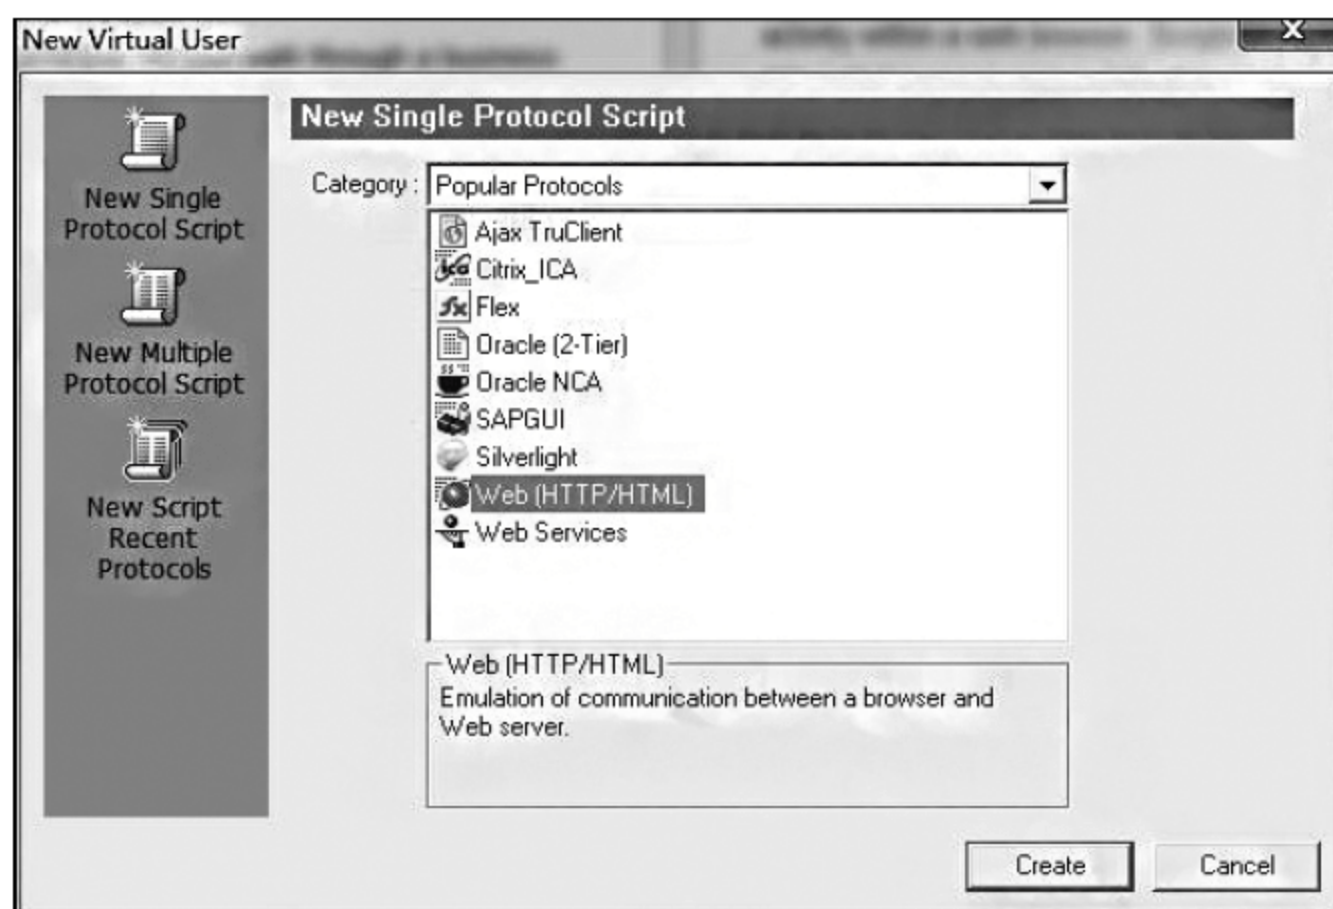 New Virtual User
X
New Single Protocol Script
New Single
Protocol Script
New Multiple
Protocol Script
New Script
Recent
Protocols
Category :
Popular Protocols
Ajax TruClient
Citrix_ICA
Flex
Oracle (2-Tier)
Oracle NCA
SAPGUI
Silverlight
Web (HTTP/HTML)
Web Services
Web (HTTP/HTML)
Emulation of communication between a browser and
Web server.
Create
Cancel